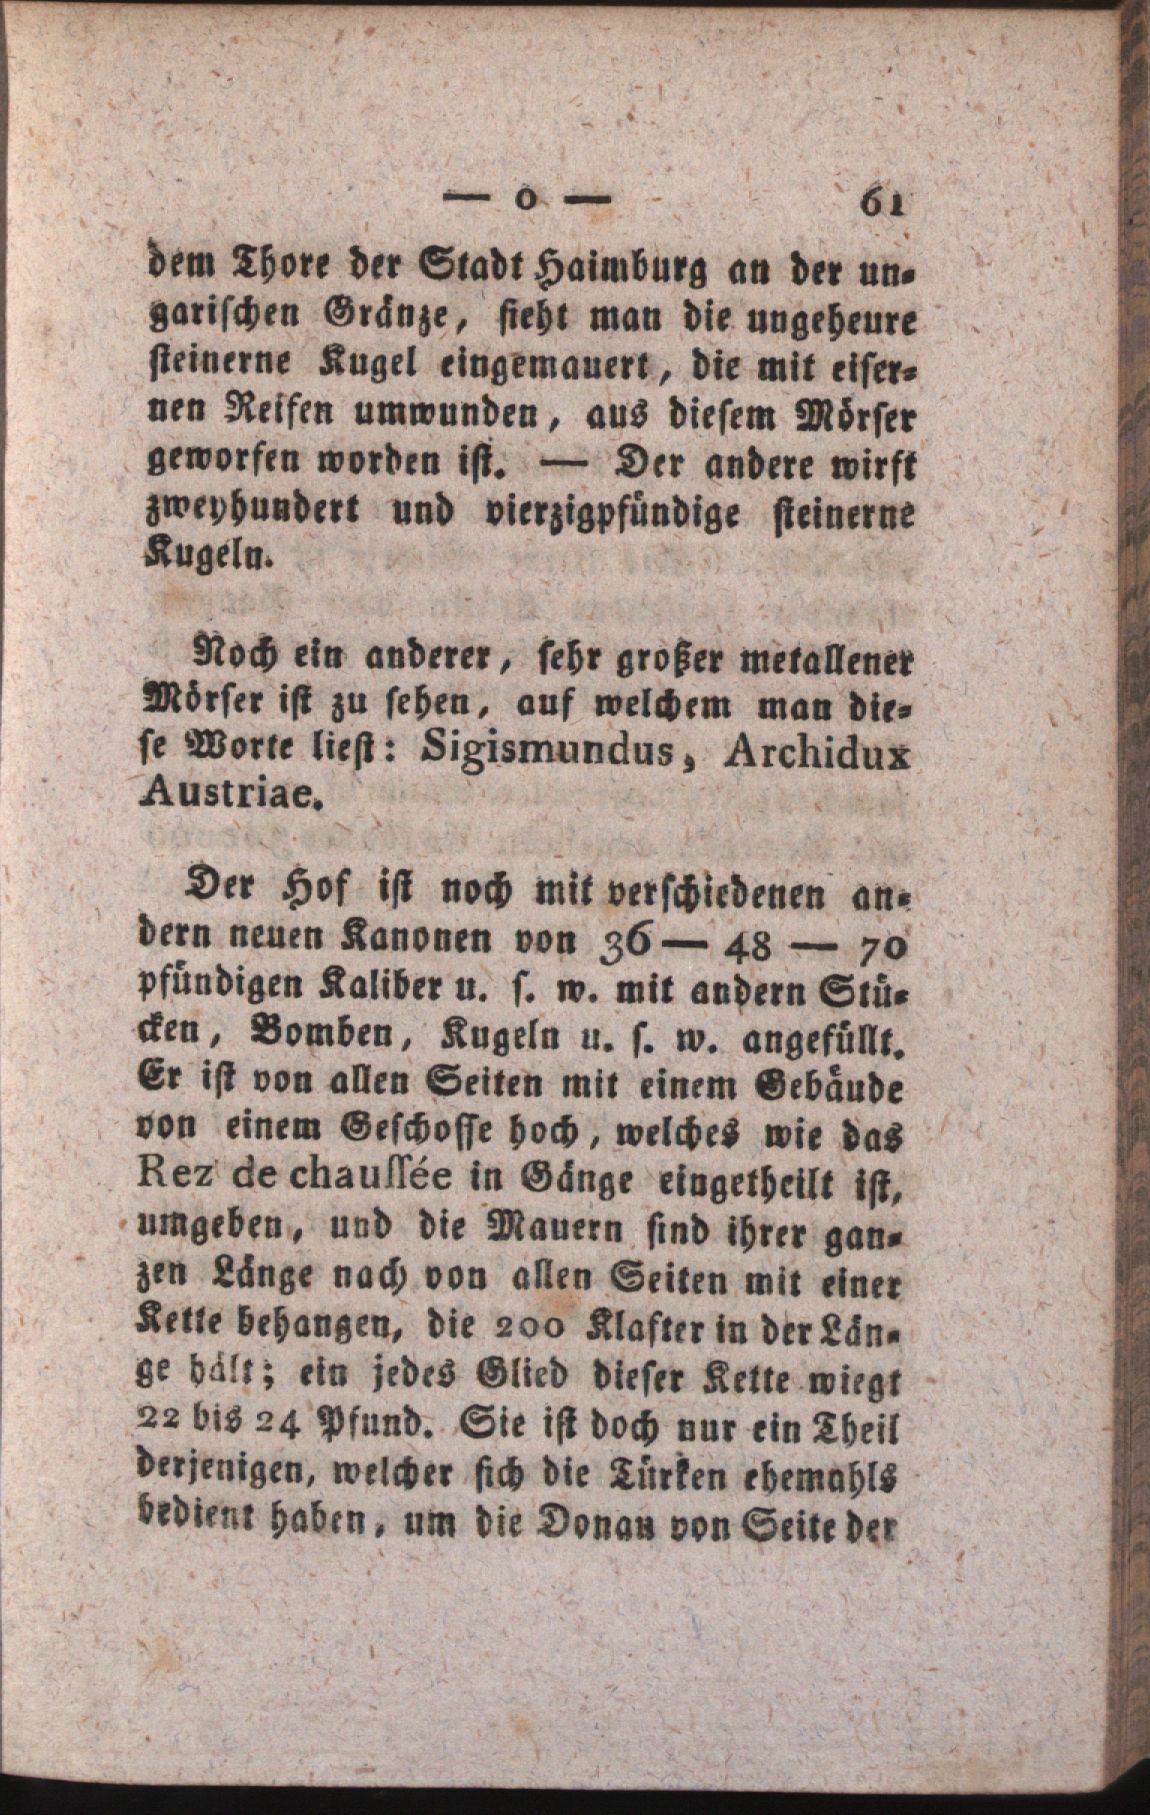 — 0 — 61
dem Thore der Stadt Haimburg an der un-
garischen Gränze, sieht man die ungeheure
steinerne Kugel eingemauert, die mit eiser-
nen Reifen umwunden, aus diesem Mörser
geworfen worden ist. — Der andere wirft
zweyhundert und vierzigpfündige steinerne
Kugeln.
Noch ein anderer, sehr großer metallener
Mörser ist zu sehen, auf welchem man die-
se Worte liest: Sigismundus, Archidux
Austriae.
Der Hof ist noch mit verschiedenen an-
dern neuen Kanonen von 36 — 48 — 70
pfündigen Kaliber u. s. w. mit andern Stü-
cken, Bomben, Kugeln u. s. w. angefüllt.
Er ist von allen Seiten mit einem Gebäude
von einem Geschosse hoch, welches wie das
Rez de chaussée in Gänge eingetheilt ist,
umgeben, und die Mauern sind ihrer gan-
zen Länge nach von allen Seiten mit einer
Kette behangen, die 200 Klafter in der Län-
ge hält; ein jedes Glied dieser Kette wiegt
22 bis 24 Pfund. Sie ist doch nur ein Theil
derjenigen, welcher sich die Türken ehemahls
bedient haben, um die Donau von Seite der